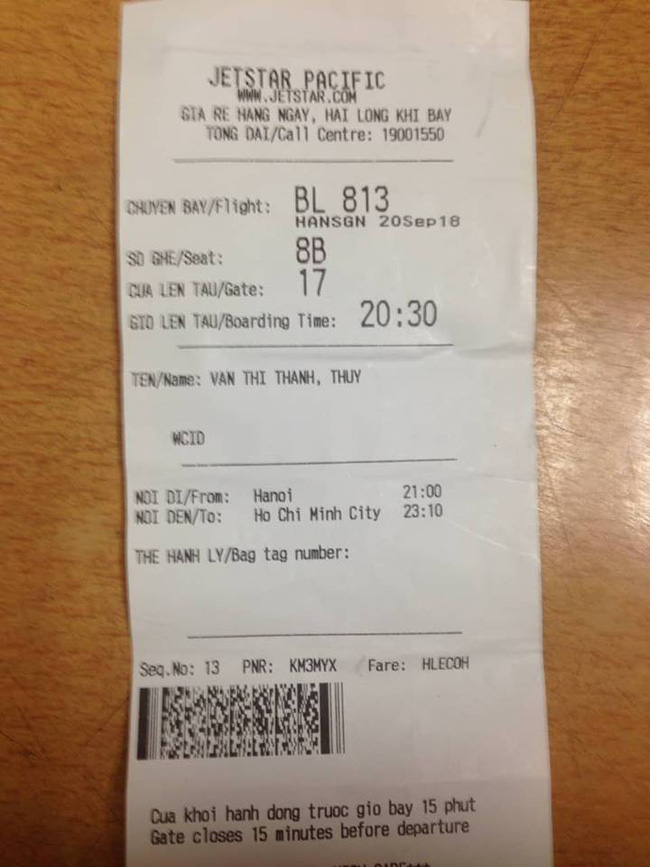 JETSTAR PACIFIC
WWW.JETSTAR.COM
GIA RE HANG NGAY, HAI LONG KHI BAY
TONG DAI/Call Centre: 19001550
CHUYEN BAY/Flight: BL 813
HANSGN 20Sep18
SO GHE/Seat: 8B
CUA LEN TAU/Gate: 17
GIO LEN TAU/Boarding Time: 20:30
TEN/Name: VAN THI THANH, THUY
WCID
NOI DI/From: Hanoi 21:00
NOI DEN/To: Ho Chi Minh City 23:10
THE HANH LY/Bag tag number:
Seq.No: 13 PNR: KM3MYX Fare: HLECOH
Cua khoi hanh dong truoc gio bay 15 phut
Gate closes 15 minutes before departure